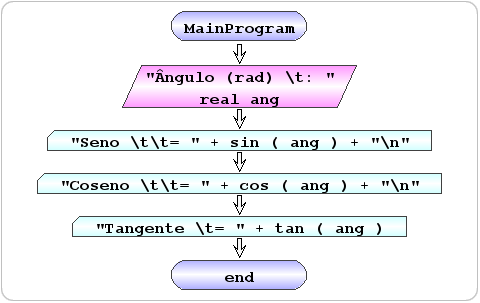 MainProgram
"Ângulo (rad) \t: "
real ang
"Seno \t\t= " + sin ( ang ) + "\n"
"Coseno \t\t= " + cos ( ang ) + "\n"
"Tangente \t= " + tan ( ang )
end